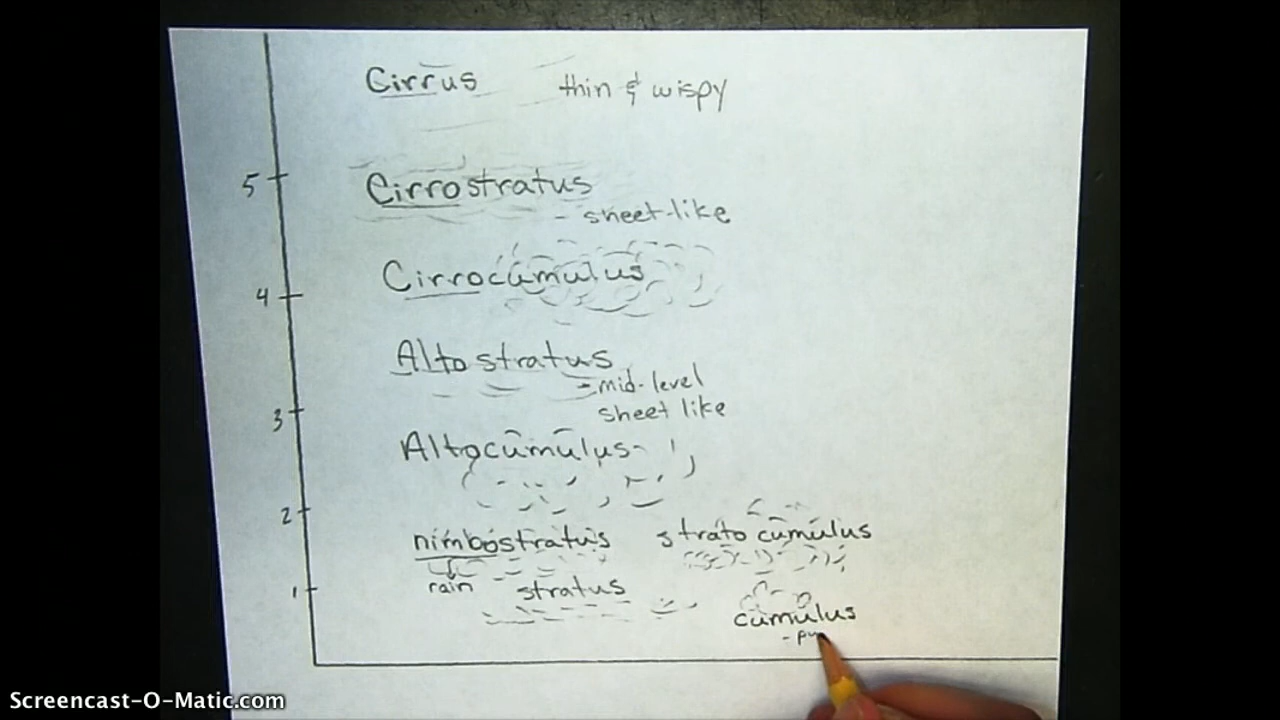 Cirrus thin & wispy
5
Cirrostratus
- sheet-like
Cirrocumulus
4
Altostratus
- mid-level
sheet like
3
Altocumulus
2
nimbostratus stratocumulus
rain stratus
1
cumulus
Screencast-O-Matic.com